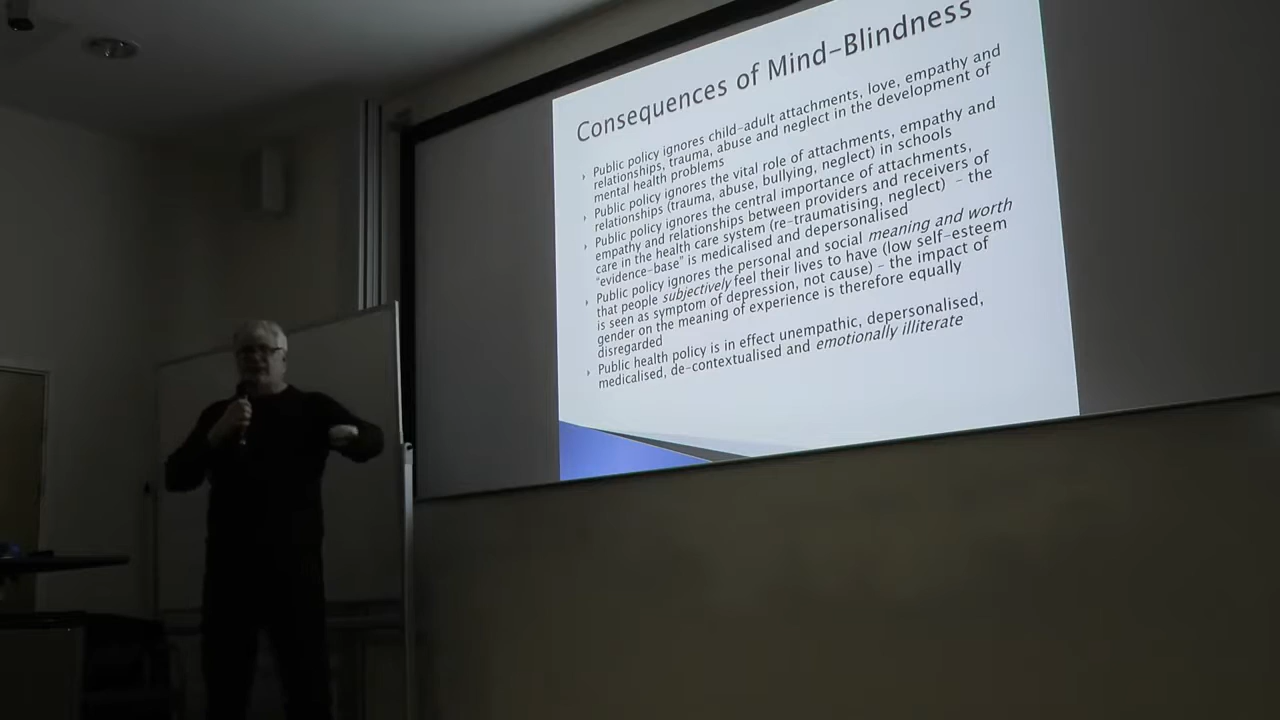 Consequences of Mind-Blindness
Public policy ignores child-adult attachments, love, empathy and
relationships, trauma, abuse and neglect in the development of
mental health problems
Public policy ignores the vital role of attachments, empathy and
relationships (trauma, abuse, bullying, neglect) in schools
Public policy ignores the central importance of attachments,
empathy and relationships between providers and receivers of
care in the health care system (re-traumatising, neglect) - the
"evidence-base" is medicalised and depersonalised
Public policy ignores the personal and social meaning and worth
that people subjectively feel their lives to have (low self-esteem
is seen as symptom of depression, not cause) - the impact of
gender on the meaning of experience is therefore equally
disregarded
Public health policy is in effect unempathic, depersonalised,
medicalised, de-contextualised and emotionally illiterate